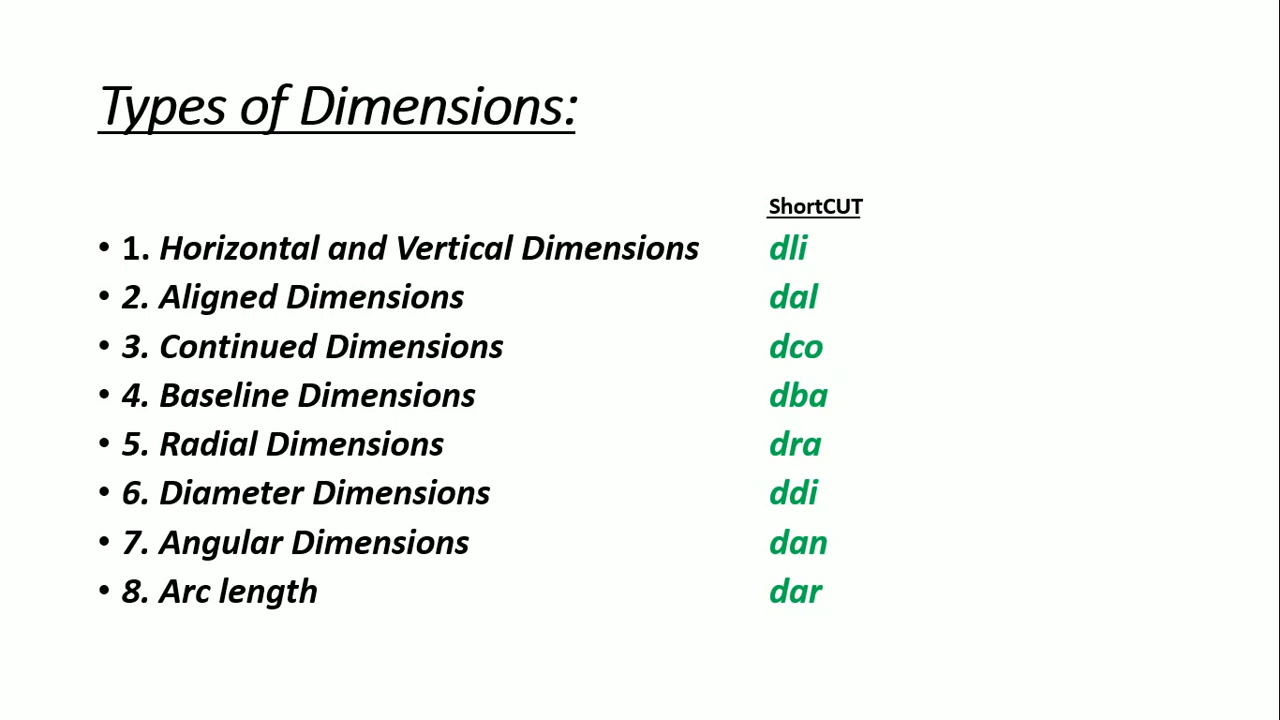 Types of Dimensions:
ShortCUT
• 1. Horizontal and Vertical Dimensions dli
• 2. Aligned Dimensions dal
• 3. Continued Dimensions dco
• 4. Baseline Dimensions dba
• 5. Radial Dimensions dra
• 6. Diameter Dimensions ddi
• 7. Angular Dimensions dan
• 8. Arc length dar